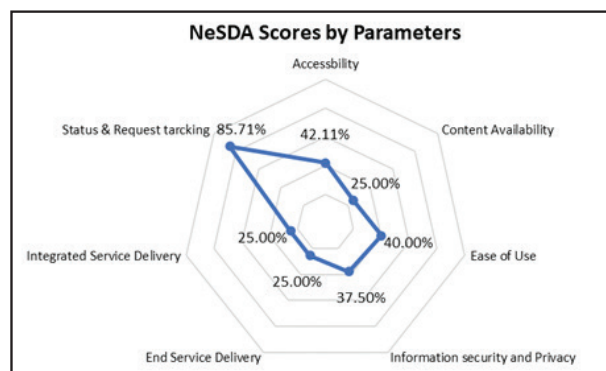 NeSDA Scores by Parameters
Accessbility
Status & Request tarcking
85.71%
42.11%
Content Availability
25.00%
25.00%
40.00%
Integrated Service Delivery
Ease of Use
25.00%
37.50%
End Service Delivery
Information security and Privacy